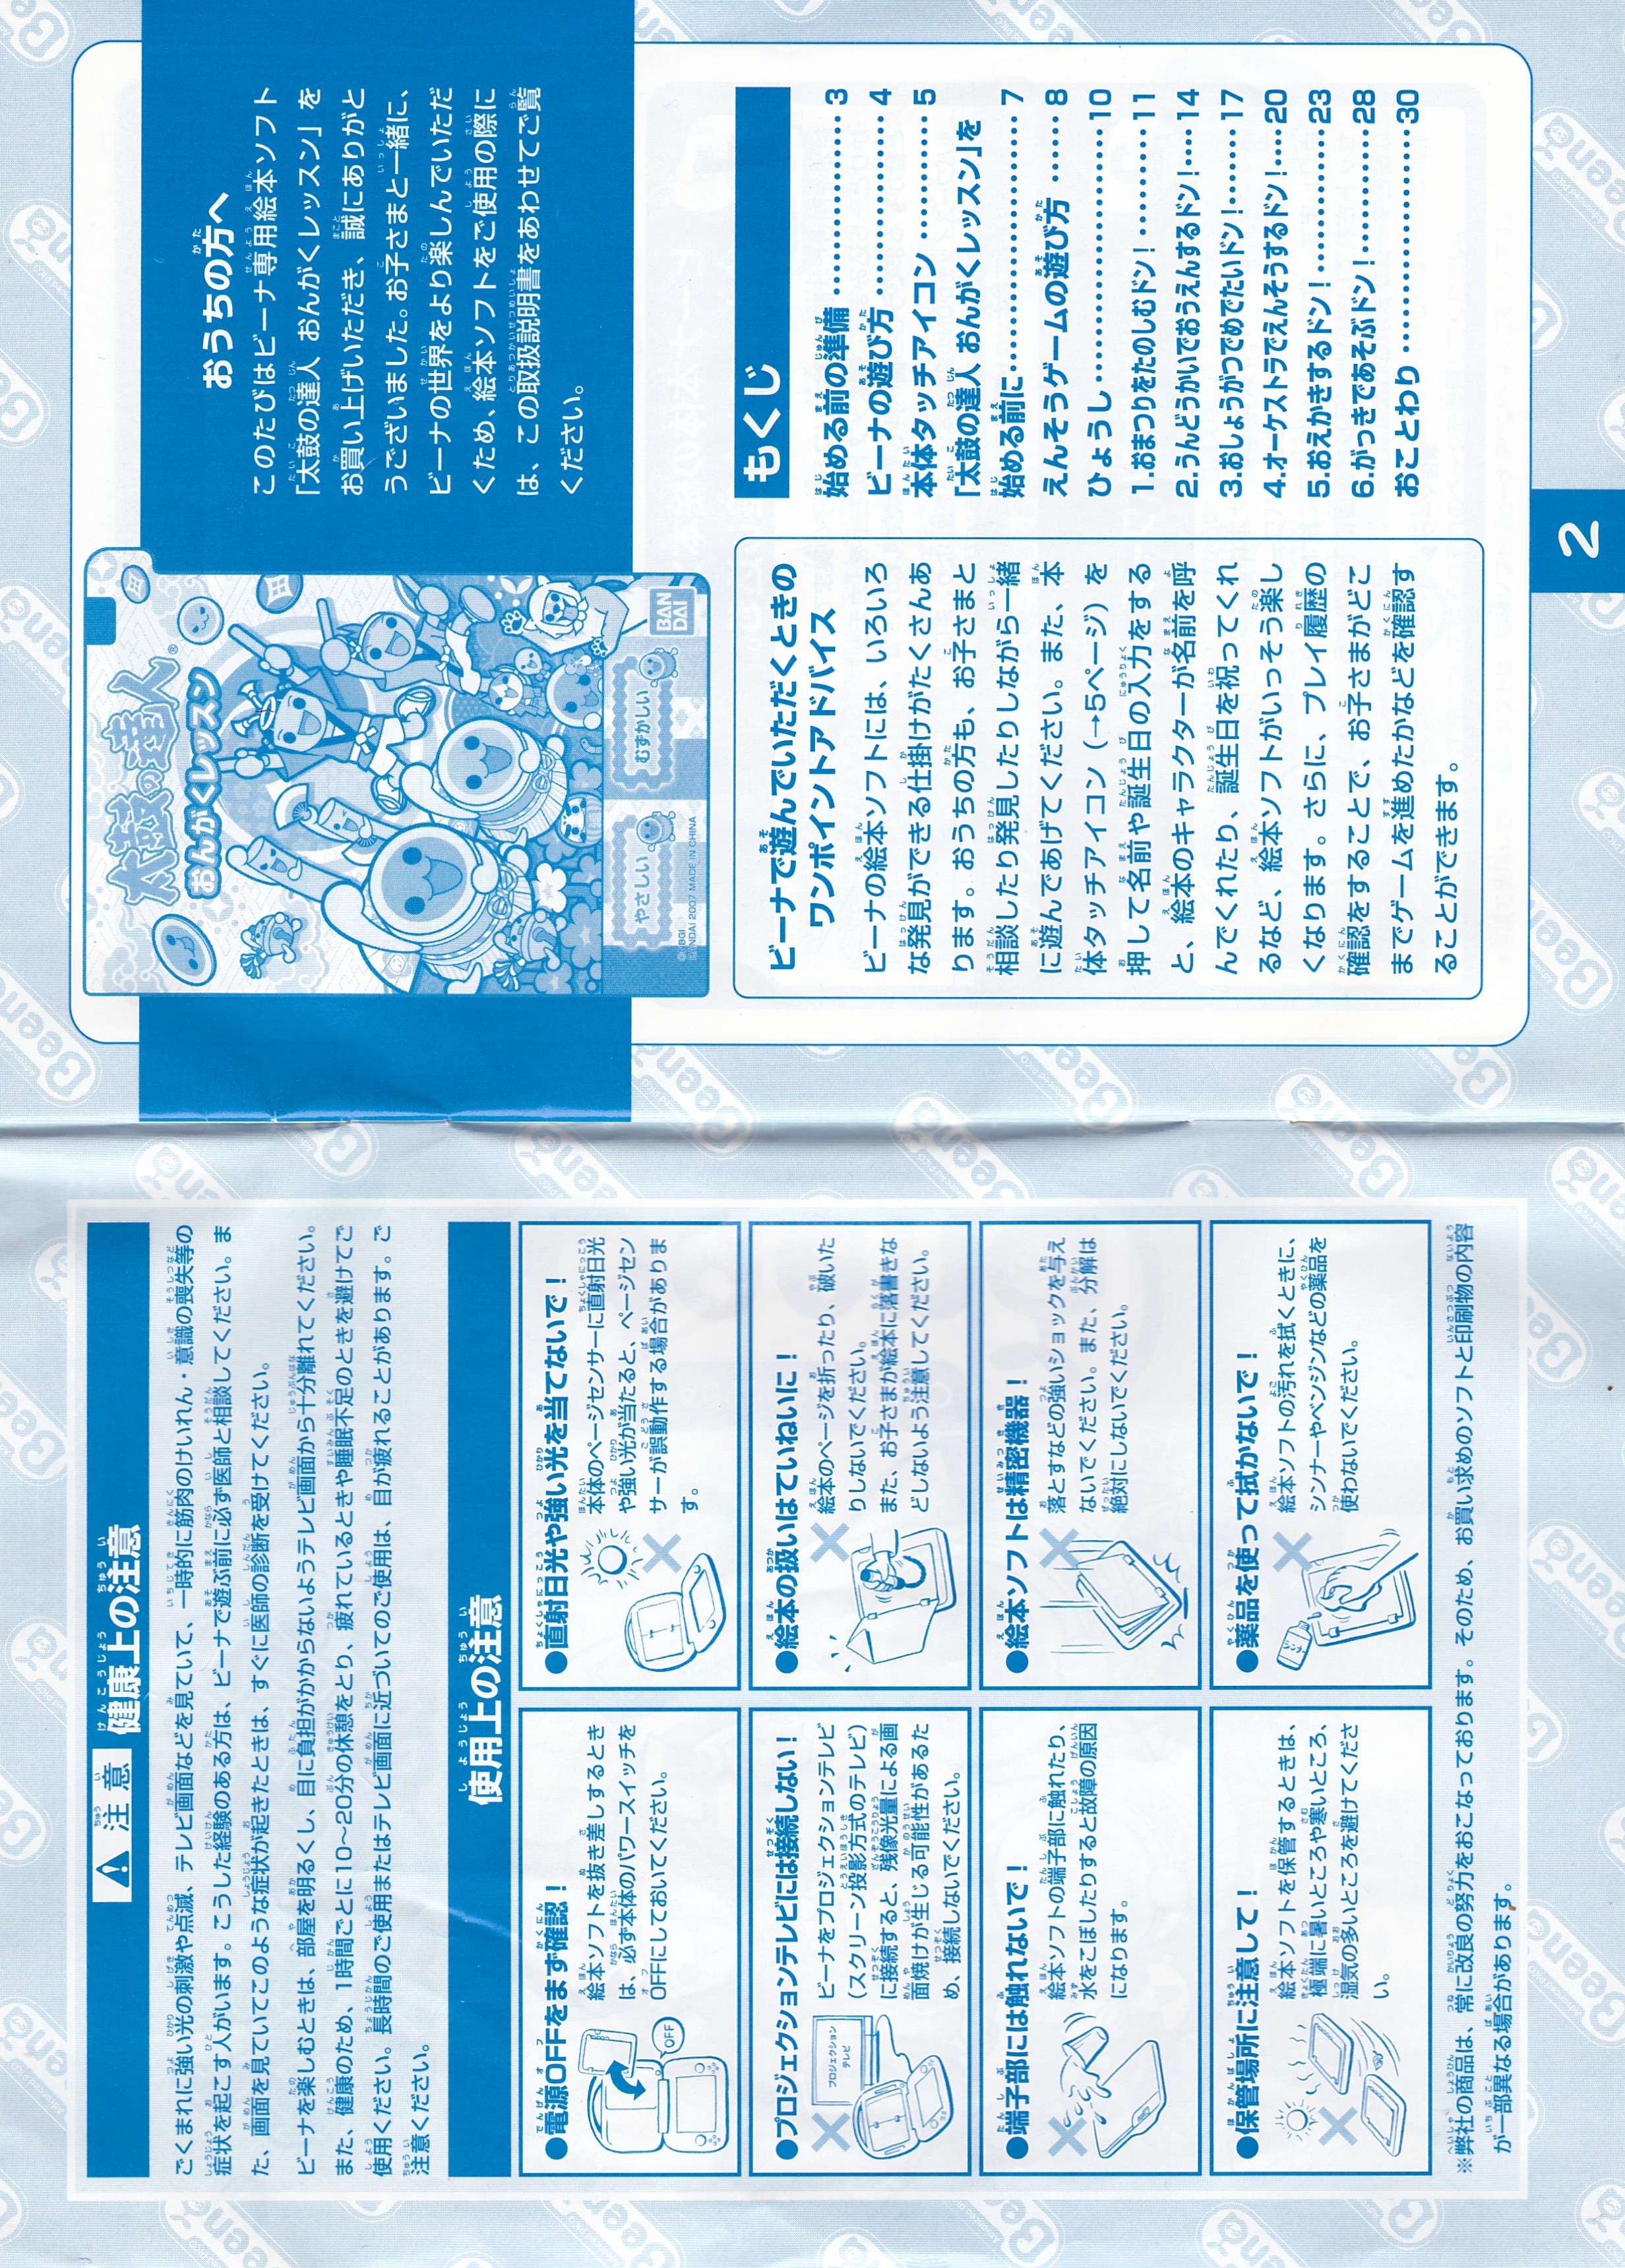 注意 健康上の注意
ごくまれに強い光の刺激や点滅、テレビ画面などを見ていて、一時的に筋肉のけいれん・意識の喪失等の
症状を起こす人がいます。こうした経験のある方は、ビーナで遊ぶ前に必ず医師と相談してください。ま
た、画面を見ていてこのような症状が起きたときは、すぐに医師の診断を受けてください。
ビーナを楽しむときは、部屋を明るくし、目に負担がかからないようテレビ画面から十分離れてください。
また、健康のため、1時間ごとに10～20分の休憩をとり、疲れているときや睡眠不足のときを避けてご
使用ください。長時間のご使用またはテレビ画面に近づいてのご使用は、目が疲れることがあります。ご
注意ください。
使用上の注意
●電源OFFをまず確認！
絵本ソフトを抜き差しするとき
は、必ず本体のパワースイッチを
OFFにしておいてください。
OFF
●直射日光や強い光を当てないで！
本体のページセンサーに直射日光
や強い光が当たると、ページセン
サーが誤動作する場合がありま
す。
●プロジェクションテレビには接続しない！
プロジェクション
テレビ
ビーナをプロジェクションテレビ
（スクリーン投影方式のテレビ）
に接続すると、残像光量による画
面焼けが生じる可能性があるた
め、接続しないでください。
●絵本の扱いはていねいに！
絵本のページを折ったり、破いた
りしないでください。
また、お子さまが絵本に落書きな
どしないよう注意してください。
●端子部には触れないで！
絵本ソフトの端子部に触れたり、
水をこぼしたりすると故障の原因
になります。
●絵本ソフトは精密機器！
落とすなどの強いショックを与え
ないでください。また、分解は
絶対にしないでください。
●保管場所に注意して！
絵本ソフトを保管するときは、
極端に暑いところや寒いところ、
湿気の多いところを避けてくださ
い。
●薬品を使って拭かないで！
絵本ソフトの汚れを拭くときに、
シンナーやベンジンなどの薬品を
使わないでください。
※弊社の商品は、常に改良の努力をおこなっております。そのため、お買い求めのソフトと印刷物の内容
が一部異なる場合があります。
太鼓の達人®
おんがくレッスン
やさしい
むずかしい
BANDAI 2007 MADE IN CHINA
BAN
DAI
おうちの方へ
このたびはビーナ専用絵本ソフト
「太鼓の達人 おんがくレッスン」を
お買い上げいただき、誠にありがと
うございました。お子さまと一緒に、
ビーナの世界をより楽しんでいただ
くため、絵本ソフトをご使用の際に
は、この取扱説明書をあわせてご覧
ください。
ビーナで遊んでいただくときの
ワンポイントアドバイス
ビーナの絵本ソフトには、いろいろ
な発見ができる仕掛けがたくさんあ
ります。おうちの方も、お子さまと
相談したり発見したりしながら一緒
に遊んであげてください。また、本
体タッチアイコン（→5ページ）を
押して名前や誕生日の入力をする
と、絵本のキャラクターが名前を呼
んでくれたり、誕生日を祝ってくれ
るなど、絵本ソフトがいっそう楽し
くなります。さらに、プレイ履歴の
確認をすることで、お子さまがどこ
までゲームを進めたかなどを確認す
ることができます。
もくじ
始める前の準備 ················ 3
ビーナの遊び方 ················ 4
本体タッチアイコン ··········· 5
「太鼓の達人 おんがくレッスン」を
始める前に······················ 7
えんそうゲームの遊び方 ······ 8
ひょうし ······················ 10
1.おまつりをたのしむドン！········· 11
2.うんどうかいでおうえんするドン！···· 14
3.おしょうがつでめでたいドン！······· 17
4.オーケストラでえんそうするドン！···· 20
5.おえかきするドン！············· 23
6.がっきであそぶドン！··········· 28
おことわり ···················· 30
2
Advanced PICO
Beena